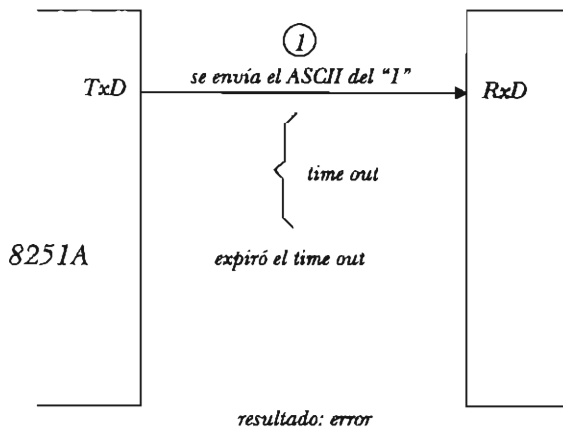 1
se envía el ASCII del "1"
TxD
RxD
time out
8251A
expiró el time out
resultado: error